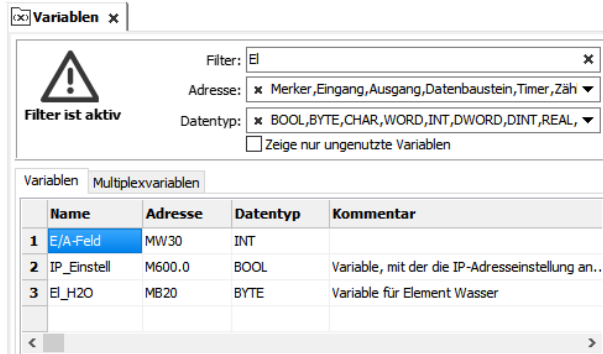 Variablen
Filter: El
Adresse: Merker,Eingang,Ausgang,Datenbaustein,Timer,Zähl
Filter ist aktiv
Datentyp: BOOL,BYTE,CHAR,WORD,INT,DWORD,DINT,REAL,
Zeige nur ungenutzte Variablen
Variablen Multiplexvariablen
Name Adresse Datentyp Kommentar
1 E/A-Feld MW30 INT
2 IP_Einstell M600.0 BOOL Variable, mit der die IP-Adresseinstellung an...
3 El_H2O MB20 BYTE Variable für Element Wasser